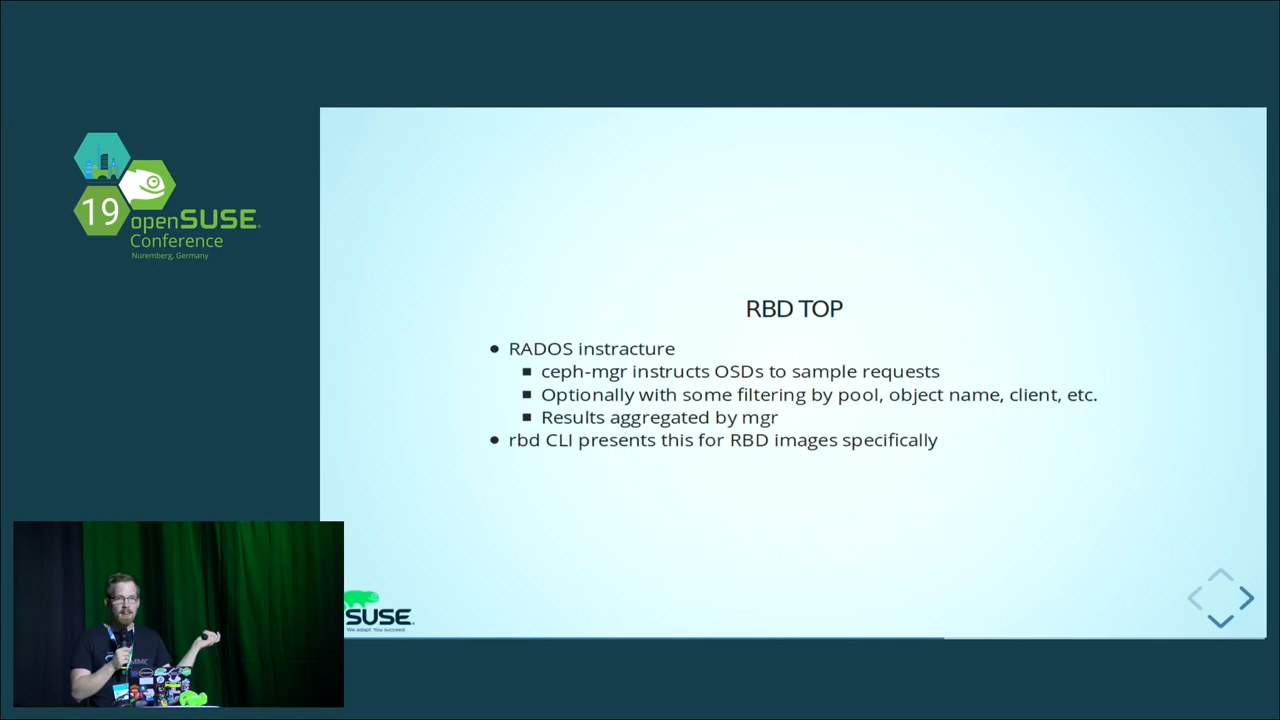 19
openSUSE
Conference
Nuremberg, Germany
RBD TOP
RADOS instracture
ceph-mgr instructs OSDs to sample requests
Optionally with some filtering by pool, object name, client, etc.
Results aggregated by mgr
rbd CLI presents this for RBD images specifically
SUSE
We adapt. You succeed.
MIMIC